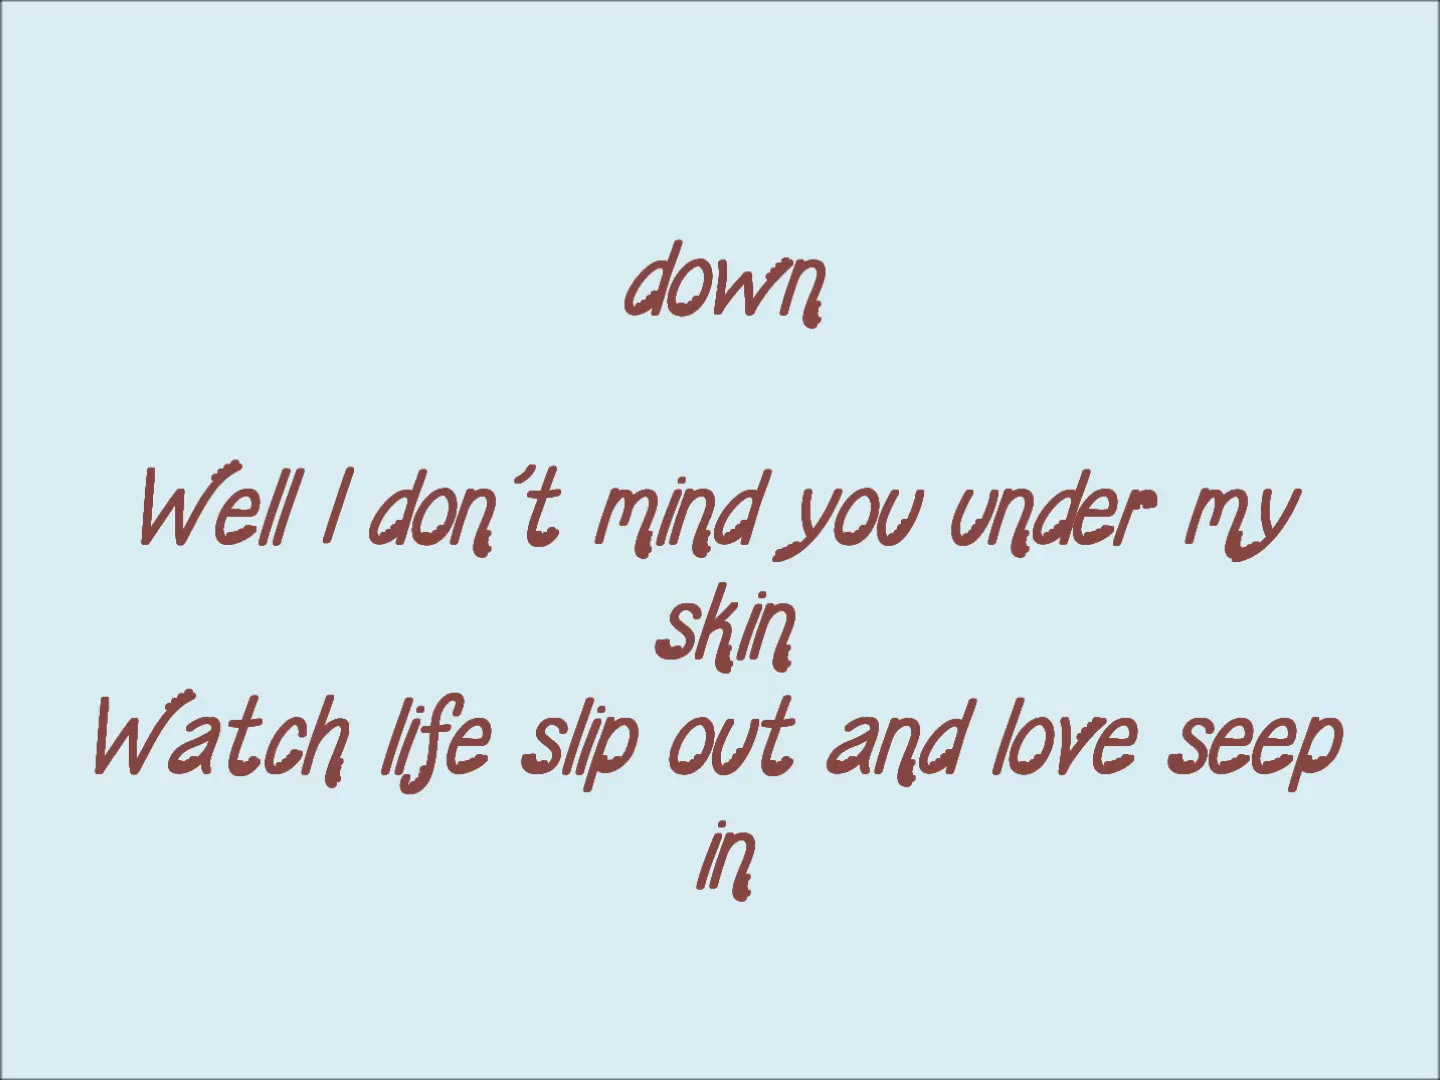 down
Well I don't mind you under my
skin
Watch life slip out and love seep
in